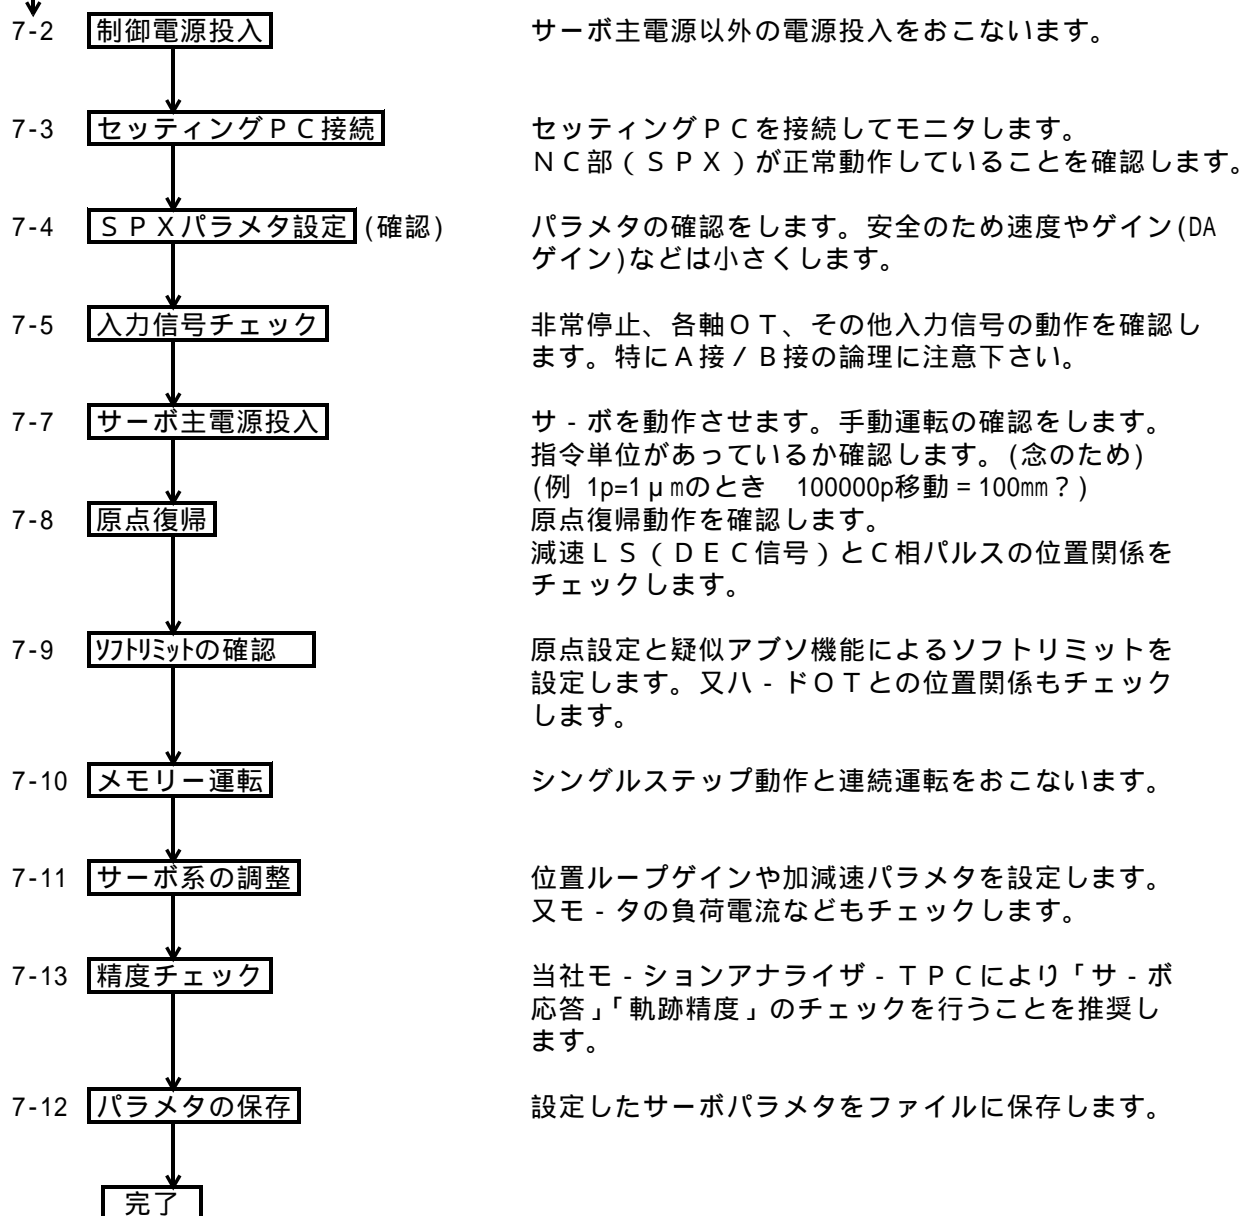 7-2 制御電源投入 サーボ主電源以外の電源投入をおこないます。
7-3 セッティングＰＣ接続 セッティングＰＣを接続してモニタします。
ＮＣ部（ＳＰＸ）が正常動作していることを確認します。
7-4 ＳＰＸパラメタ設定 (確認) パラメタの確認をします。安全のため速度やゲイン(DA
ゲイン)などは小さくします。
7-5 入力信号チェック 非常停止、各軸ＯＴ、その他入力信号の動作を確認し
ます。特にＡ接／Ｂ接の論理に注意下さい。
7-7 サーボ主電源投入 サ‐ボを動作させます。手動運転の確認をします。
指令単位があっているか確認します。(念のため)
(例 1p=1μmのとき 100000p移動＝100㎜？)
7-8 原点復帰 原点復帰動作を確認します。
減速ＬＳ（ＤＥＣ信号）とＣ相パルスの位置関係を
チェックします。
7-9 ｿﾌﾄﾘﾐｯﾄの確認 原点設定と疑似アブソ機能によるソフトリミットを
設定します。又ハ‐ドＯＴとの位置関係もチェック
します。
7-10 メモリー運転 シングルステップ動作と連続運転をおこないます。
7-11 サーボ系の調整 位置ループゲインや加減速パラメタを設定します。
又モ‐タの負荷電流などもチェックします。
7-13 精度チェック 当社モ‐ションアナライザ‐ＴＰＣにより「サ‐ボ
応答」「軌跡精度」のチェックを行うことを推奨し
ます。
7-12 パラメタの保存 設定したサーボパラメタをファイルに保存します。
完了